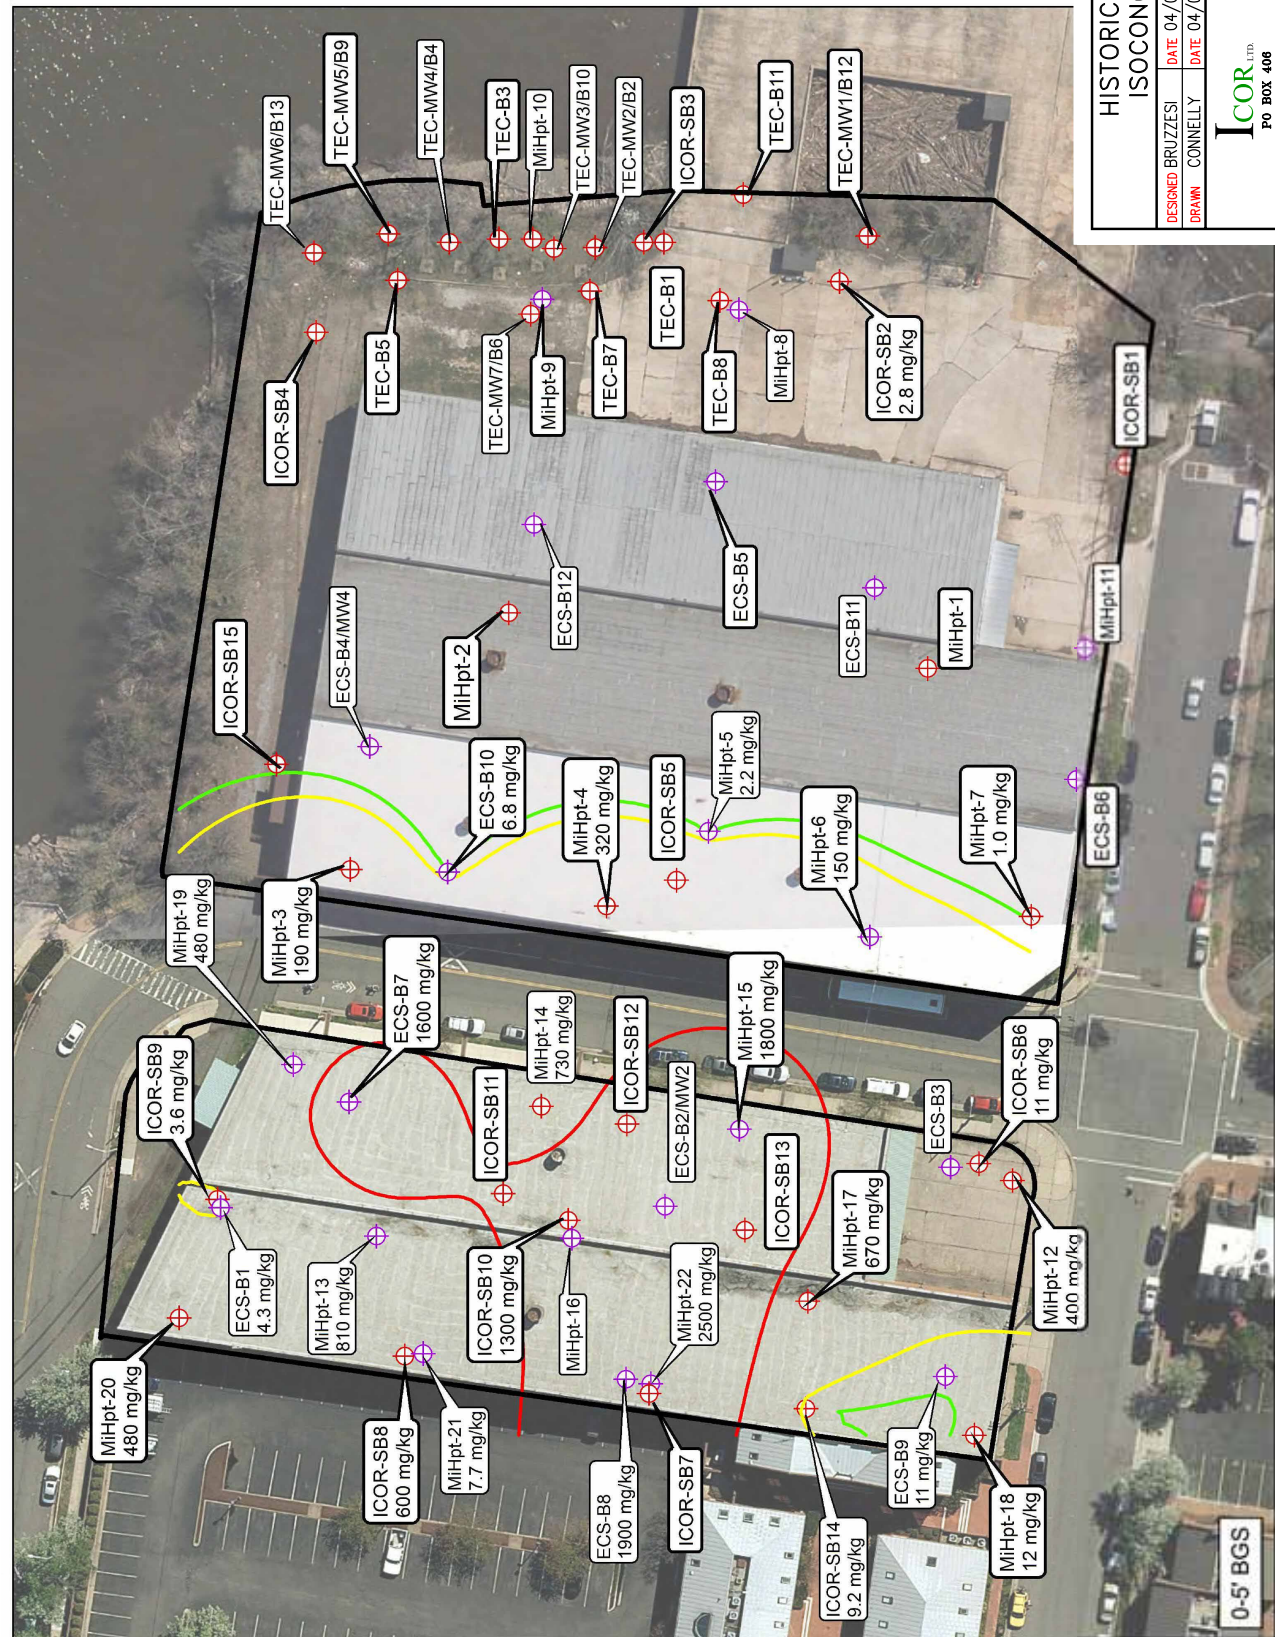 HISTORIC
ISOCON
DESIGNED BRUZZESI
DATE 04/0
DRAWN CONNELLY
DATE 04/0
ICOR LTD.
PO BOX 406
TEC-MW6/B13
TEC-MW5/B9
TEC-MW4/B4
TEC-B3
MiHpt-10
TEC-MW3/B10
TEC-MW2/B2
ICOR-SB3
TEC-B11
TEC-MW1/B12
ICOR-SB4
TEC-B5
TEC-MW7/B6
MiHpt-9
TEC-B7
TEC-B1
TEC-B8
MiHpt-8
ICOR-SB2
2.8 mg/kg
ICOR-SB1
ICOR-SB15
ECS-B4/MW4
MiHpt-2
ECS-B12
ECS-B5
ECS-B11
MiHpt-1
MiHpt-11
ECS-B10
6.8 mg/kg
MiHpt-4
320 mg/kg
ICOR-SB5
MiHpt-5
2.2 mg/kg
MiHpt-6
150 mg/kg
MiHpt-7
1.0 mg/kg
ECS-B6
MiHpt-19
480 mg/kg
MiHpt-3
190 mg/kg
ICOR-SB9
3.6 mg/kg
ECS-B7
1600 mg/kg
MiHpt-14
730 mg/kg
ICOR-SB11
ICOR-SB12
ECS-B2/MW2
MiHpt-15
1800 mg/kg
ICOR-SB13
ECS-B3
ICOR-SB6
11 mg/kg
MiHpt-17
670 mg/kg
MiHpt-12
400 mg/kg
ECS-B1
4.3 mg/kg
MiHpt-13
810 mg/kg
ICOR-SB10
1300 mg/kg
MiHpt-16
MiHpt-22
2500 mg/kg
MiHpt-20
480 mg/kg
ICOR-SB8
600 mg/kg
MiHpt-21
7.7 mg/kg
ECS-B8
1900 mg/kg
ICOR-SB7
ICOR-SB14
9.2 mg/kg
ECS-B9
11 mg/kg
MiHpt-18
12 mg/kg
0-5' BGS